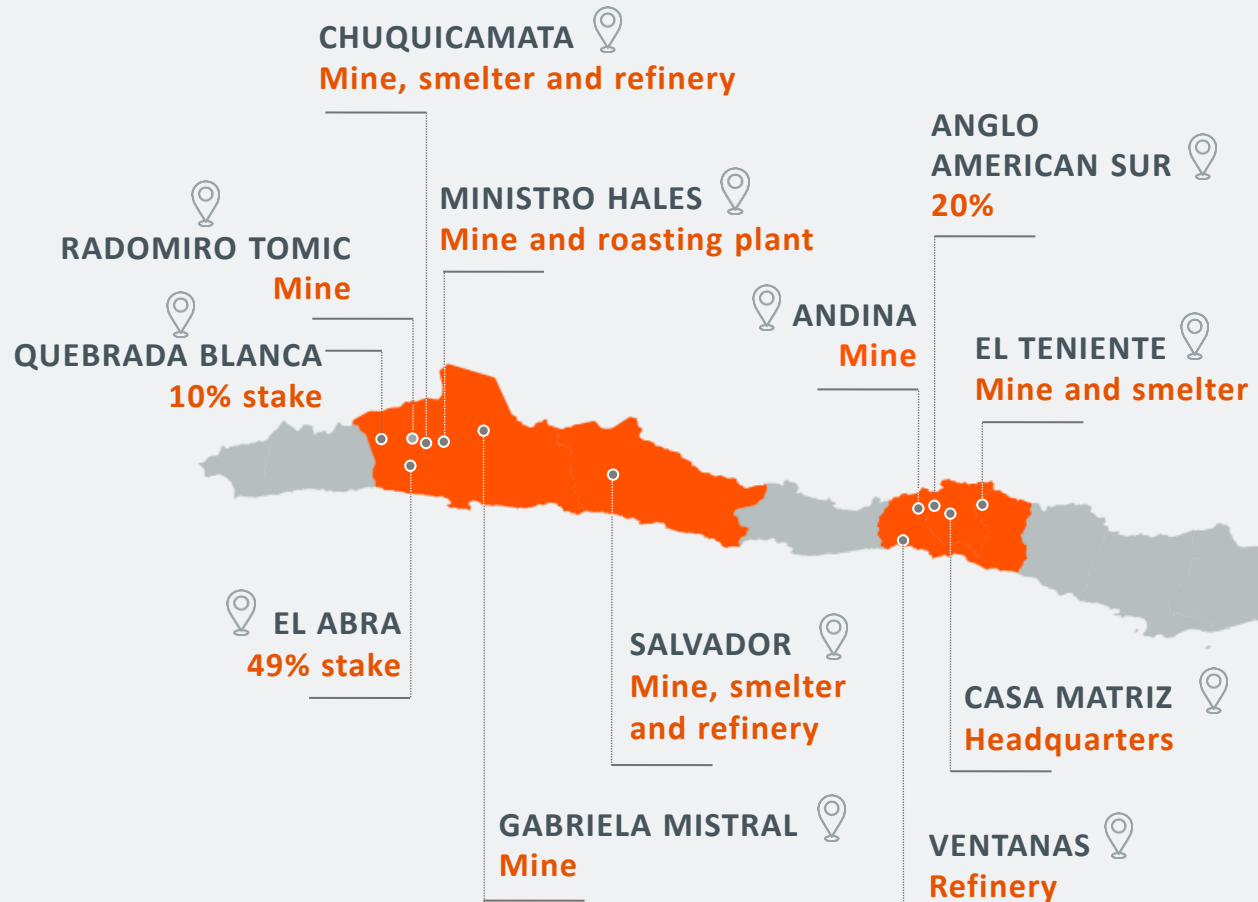 CHUQUICAMATA
Mine, smelter and refinery
ANGLO
AMERICAN SUR
20%
MINISTRO HALES
Mine and roasting plant
RADOMIRO TOMIC
Mine
ANDINA
Mine
QUEBRADA BLANCA
10% stake
EL TENIENTE
Mine and smelter
EL ABRA
49% stake
SALVADOR
Mine, smelter
and refinery
CASA MATRIZ
Headquarters
GABRIELA MISTRAL
Mine
VENTANAS
Refinery